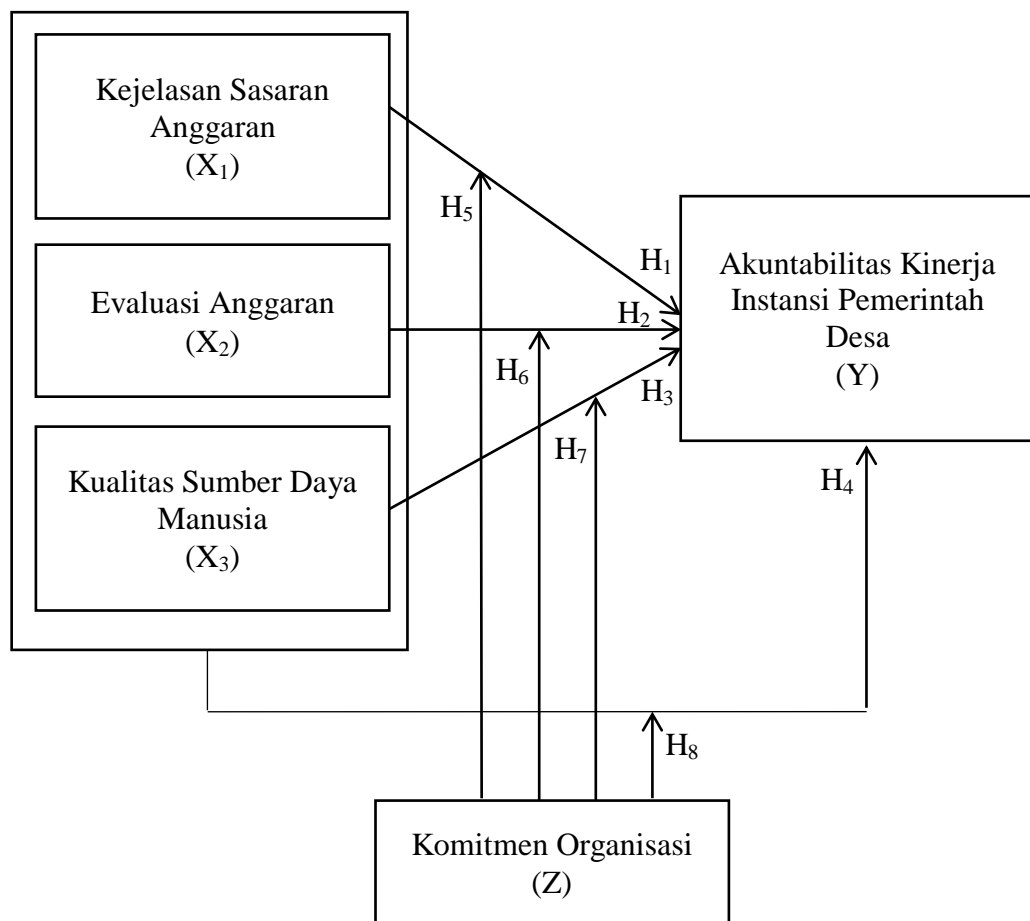 Kejelasan Sasaran
Anggaran
(X₁)
H₅
H₁
Akuntabilitas Kinerja
Instansi Pemerintah
Desa
(Y)
Evaluasi Anggaran
(X₂)
H₂
H₆
H₃
H₇
Kualitas Sumber Daya
Manusia
(X₃)
H₄
H₈
Komitmen Organisasi
(Z)